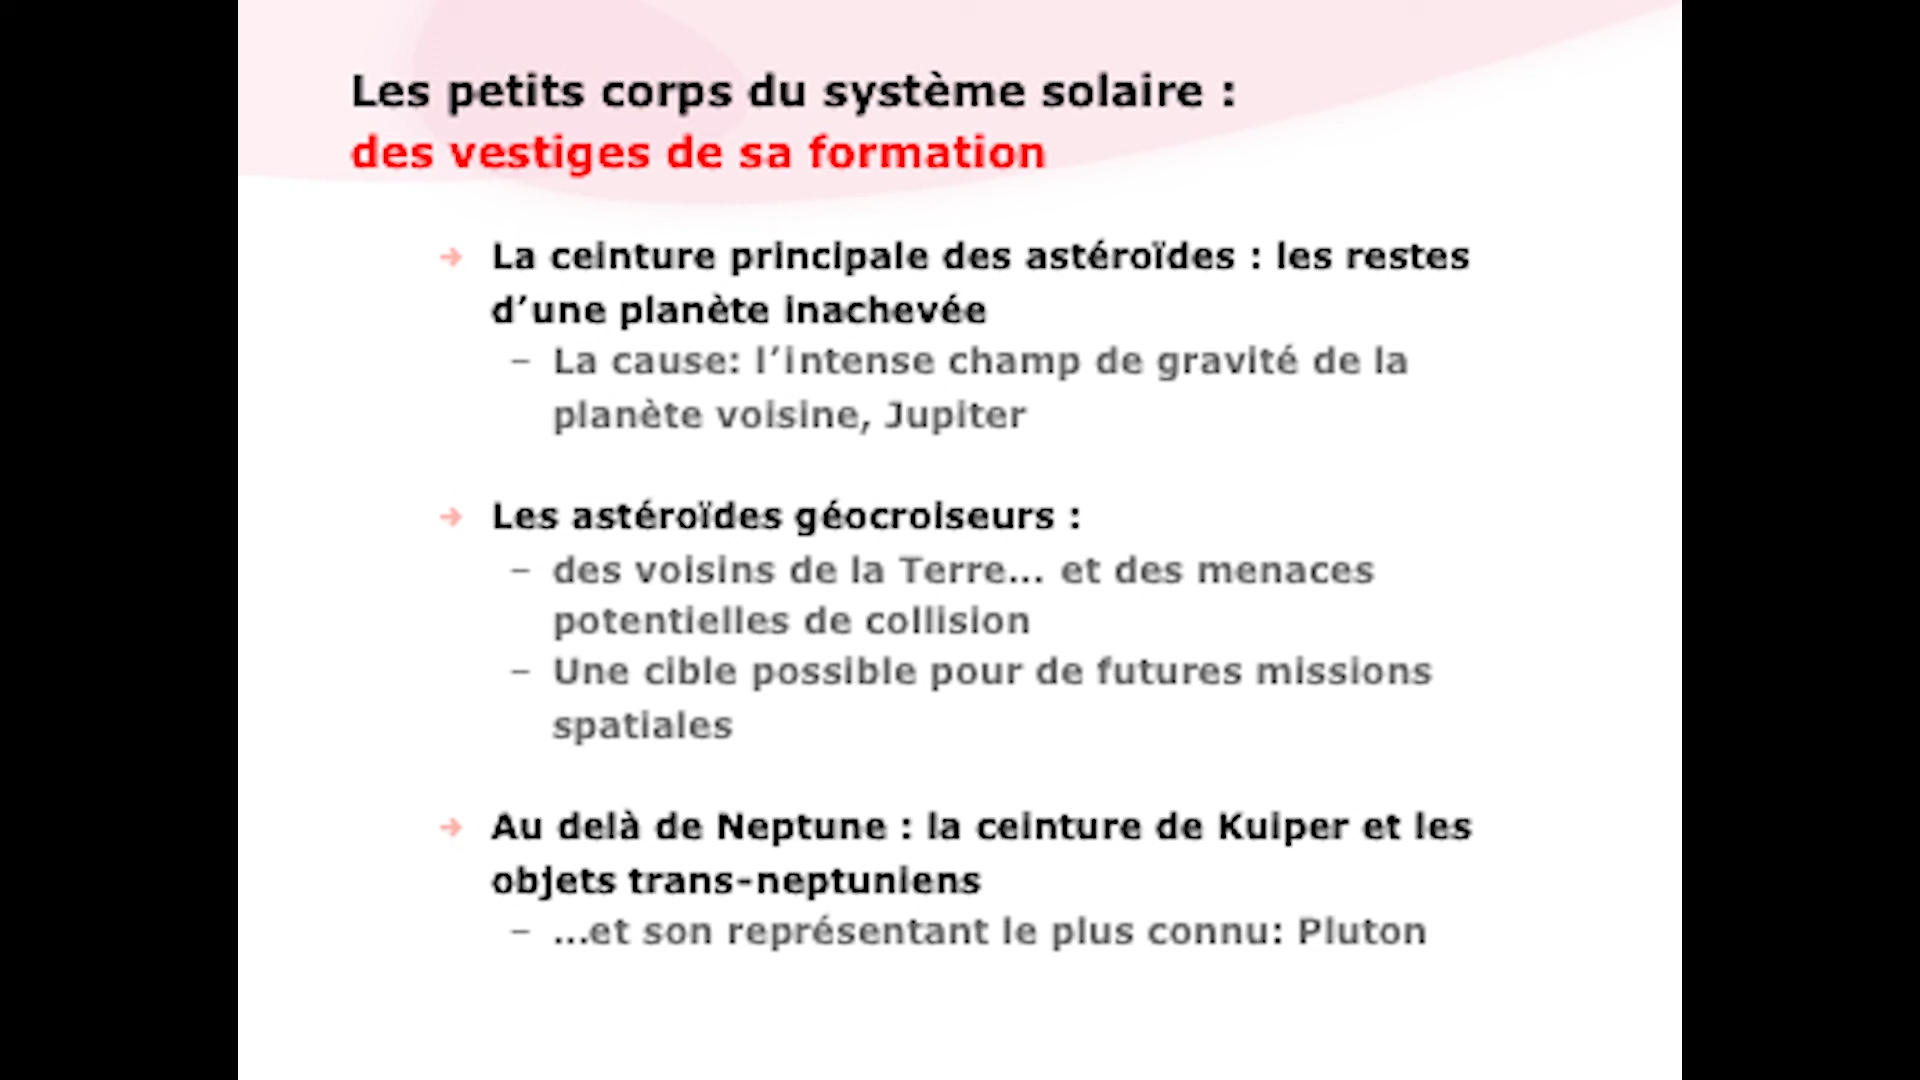 Les petits corps du système solaire :
des vestiges de sa formation
→ La ceinture principale des astéroïdes : les restes
d’une planète inachevée
– La cause: l’intense champ de gravité de la
planète voisine, Jupiter
→ Les astéroïdes géocroiseurs :
– des voisins de la Terre... et des menaces
potentielles de collision
– Une cible possible pour de futures missions
spatiales
→ Au delà de Neptune : la ceinture de Kuiper et les
objets trans-neptuniens
– ...et son représentant le plus connu: Pluton